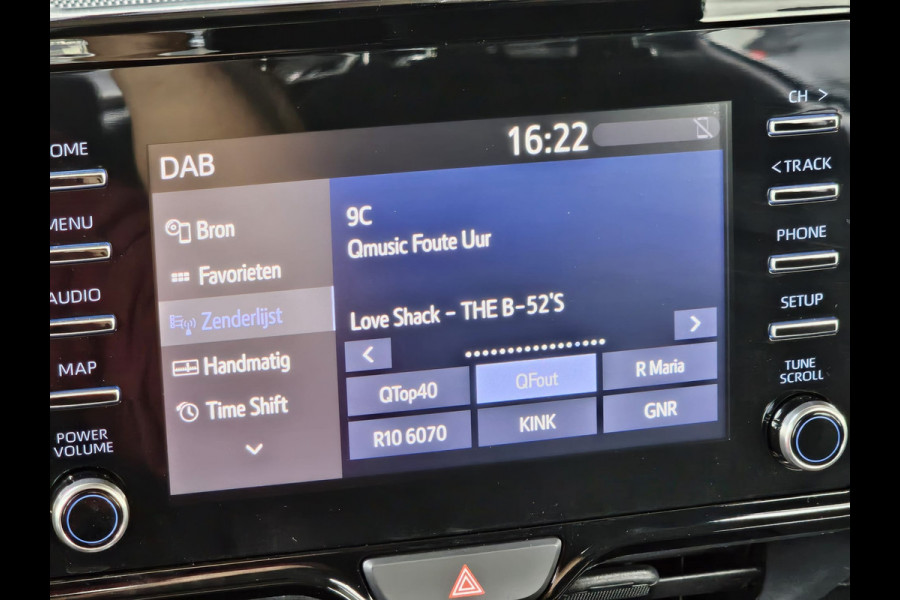 CH >
OME
< TRACK
MENU
PHONE
AUDIO
SETUP
MAP
TUNE
SCROLL
POWER
VOLUME
DAB
16:22
Bron
Favorieten
Zenderlijst
Handmatig
Time Shift
9C
Qmusic Foute Uur
Love Shack - THE B-52'S
< >
QTop40 QFout R Maria
R10 6070 KINK GNR